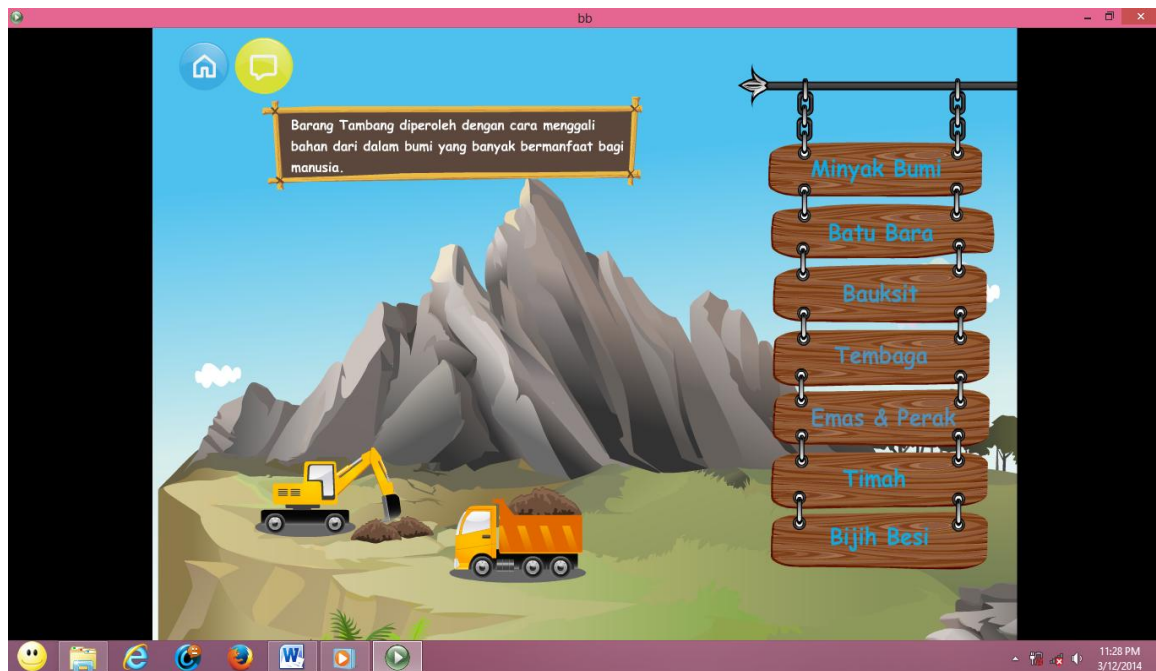 bb
Barang Tambang diperoleh dengan cara menggali
bahan dari dalam bumi yang banyak bermanfaat bagi
manusia.
Minyak Bumi
Batu Bara
Bauksit
Tembaga
Emas & Perak
Timah
Bijih Besi
11:28 PM
3/12/2014